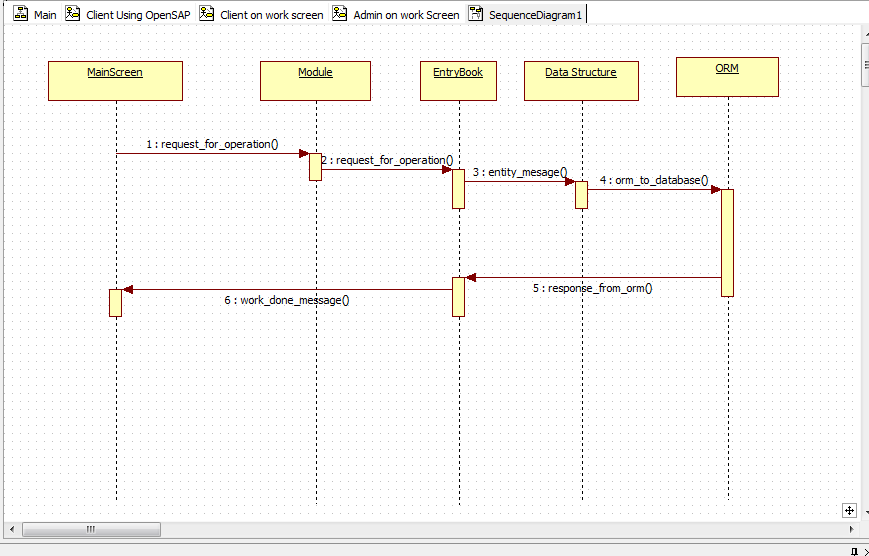 Main Client Using OpenSAP Client on work screen Admin on work Screen SequenceDiagram1
MainScreen Module EntryBook Data Structure ORM
1 : request_for_operation()
2 : request_for_operation()
3 : entity_mesage()
4 : orm_to_database()
5 : response_from_orm()
6 : work_done_message()